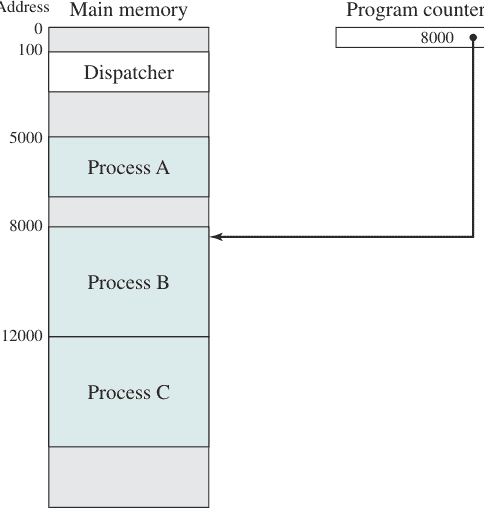 Address
Main memory
Program counter
0
8000
100
Dispatcher
5000
Process A
8000
Process B
12000
Process C